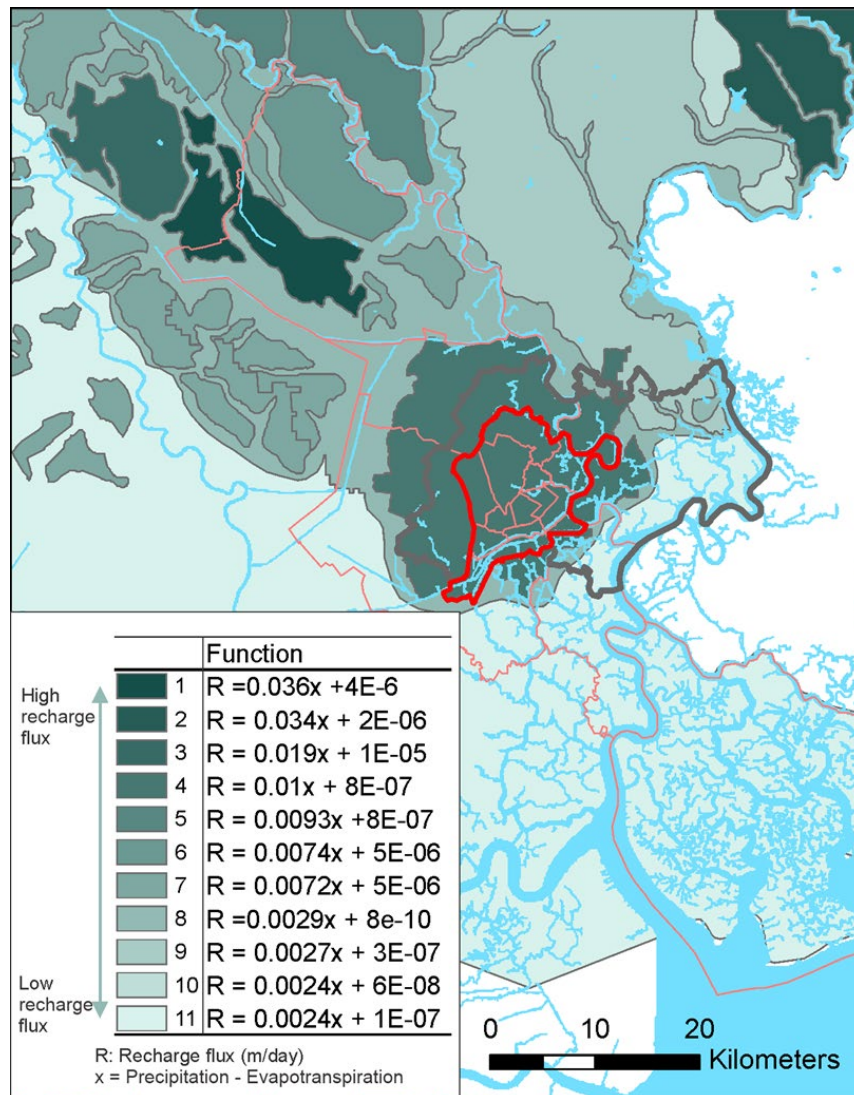 Function
High
recharge
flux
1 R =0.036x +4E-6
2 R = 0.034x + 2E-06
3 R = 0.019x + 1E-05
4 R = 0.01x + 8E-07
5 R = 0.0093x +8E-07
6 R = 0.0074x + 5E-06
7 R = 0.0072x + 5E-06
8 R =0.0029x + 8e-10
9 R = 0.0027x + 3E-07
10 R = 0.0024x + 6E-08
11 R = 0.0024x + 1E-07
Low
recharge
flux
R: Recharge flux (m/day)
x = Precipitation - Evapotranspiration
0 10 20
Kilometers